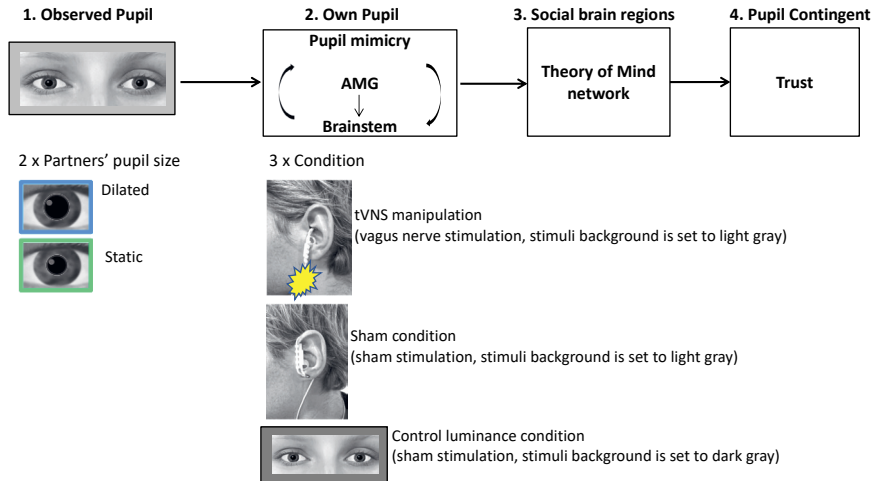 1. Observed Pupil
2. Own Pupil
3. Social brain regions
4. Pupil Contingent
Pupil mimicry
AMG
Brainstem
Theory of Mind
network
Trust
2 x Partners' pupil size
Dilated
Static
3 x Condition
tVNS manipulation
(vagus nerve stimulation, stimuli background is set to light gray)
Sham condition
(sham stimulation, stimuli background is set to light gray)
Control luminance condition
(sham stimulation, stimuli background is set to dark gray)